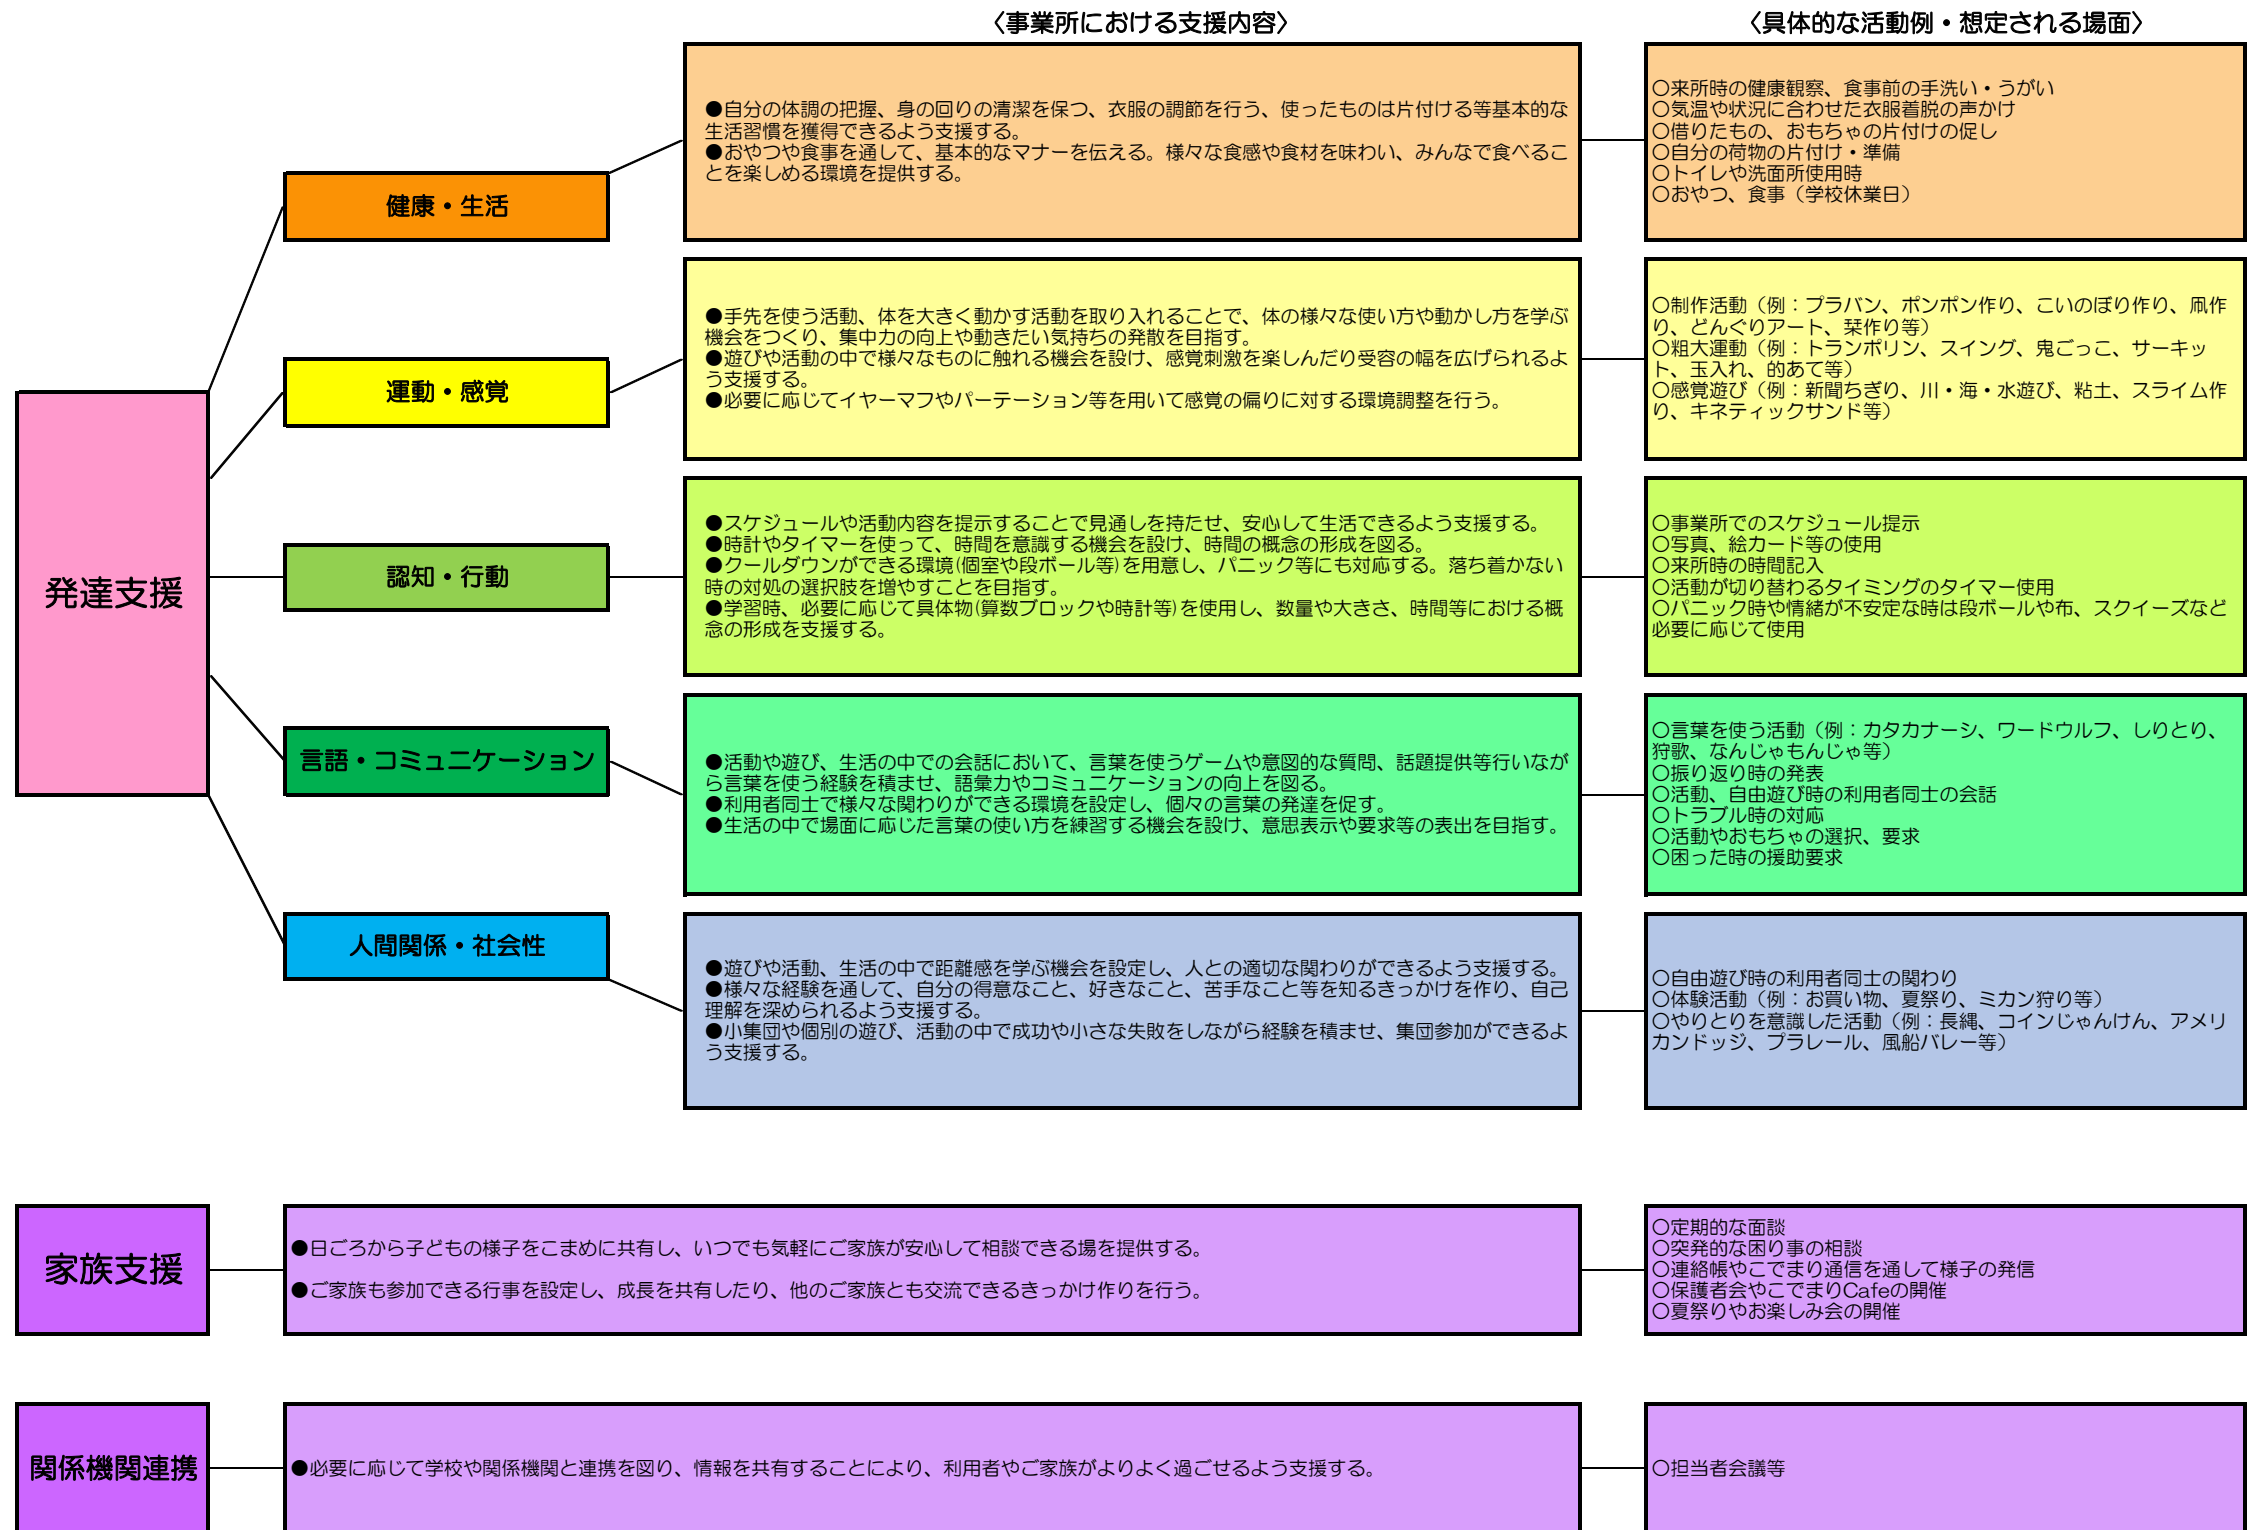 〈事業所における支援内容〉
〈具体的な活動例・想定される場面〉
発達支援
健康・生活
●自分の体調の把握、身の回りの清潔を保つ、衣服の調節を行う、使ったものは片付ける等基本的な
生活習慣を獲得できるよう支援する。
●おやつや食事を通して、基本的なマナーを伝える。様々な食感や食材を味わい、みんなで食べるこ
とを楽しめる環境を提供する。
〇来所時の健康観察、食事前の手洗い・うがい
〇気温や状況に合わせた衣服着脱の声かけ
〇借りたもの、おもちゃの片付けの促し
〇自分の荷物の片付け・準備
〇トイレや洗面所使用時
〇おやつ、食事（学校休業日）
運動・感覚
●手先を使う活動、体を大きく動かす活動を取り入れることで、体の様々な使い方や動かし方を学ぶ
機会をつくり、集中力の向上や動きたい気持ちの発散を目指す。
●遊びや活動の中で様々なものに触れる機会を設け、感覚刺激を楽しんだり受容の幅を広げられるよ
う支援する。
●必要に応じてイヤーマフやパーテーション等を用いて感覚の偏りに対する環境調整を行う。
〇制作活動（例：プラバン、ポンポン作り、こいのぼり作り、凧作
り、どんぐりアート、栞作り等）
〇粗大運動（例：トランポリン、スイング、鬼ごっこ、サーキッ
ト、玉入れ、的あて等）
〇感覚遊び（例：新聞ちぎり、川・海・水遊び、粘土、スライム作
り、キネティックサンド等）
認知・行動
●スケジュールや活動内容を提示することで見通しを持たせ、安心して生活できるよう支援する。
●時計やタイマーを使って、時間を意識する機会を設け、時間の概念の形成を図る。
●クールダウンができる環境(個室や段ボール等)を用意し、パニック等にも対応する。落ち着かない
時の対処の選択肢を増やすことを目指す。
●学習時、必要に応じて具体物(算数ブロックや時計等)を使用し、数量や大きさ、時間等における概
念の形成を支援する。
〇事業所でのスケジュール提示
〇写真、絵カード等の使用
〇来所時の時間記入
〇活動が切り替わるタイミングのタイマー使用
〇パニック時や情緒が不安定な時は段ボールや布、スクイーズなど
必要に応じて使用
言語・コミュニケーション
●活動や遊び、生活の中での会話において、言葉を使うゲームや意図的な質問、話題提供等行いなが
ら言葉を使う経験を積ませ、語彙力やコミュニケーションの向上を図る。
●利用者同士で様々な関わりができる環境を設定し、個々の言葉の発達を促す。
●生活の中で場面に応じた言葉の使い方を練習する機会を設け、意思表示や要求等の表出を目指す。
〇言葉を使う活動（例：カタカナーシ、ワードウルフ、しりとり、
狩歌、なんじゃもんじゃ等）
〇振り返り時の発表
〇活動、自由遊び時の利用者同士の会話
〇トラブル時の対応
〇活動やおもちゃの選択、要求
〇困った時の援助要求
人間関係・社会性
●遊びや活動、生活の中で距離感を学ぶ機会を設定し、人との適切な関わりができるよう支援する。
●様々な経験を通して、自分の得意なこと、好きなこと、苦手なこと等を知るきっかけを作り、自己
理解を深められるよう支援する。
●小集団や個別の遊び、活動の中で成功や小さな失敗をしながら経験を積ませ、集団参加ができるよ
う支援する。
〇自由遊び時の利用者同士の関わり
〇体験活動（例：お買い物、夏祭り、ミカン狩り等）
〇やりとりを意識した活動（例：長縄、コインじゃんけん、アメリ
カンドッジ、プラレール、風船バレー等）
家族支援
●日ごろから子どもの様子をこまめに共有し、いつでも気軽にご家族が安心して相談できる場を提供する。
●ご家族も参加できる行事を設定し、成長を共有したり、他のご家族とも交流できるきっかけ作りを行う。
〇定期的な面談
〇突発的な困り事の相談
〇連絡帳やこでまり通信を通して様子の発信
〇保護者会やこでまりCafeの開催
〇夏祭りやお楽しみ会の開催
関係機関連携
●必要に応じて学校や関係機関と連携を図り、情報を共有することにより、利用者やご家族がよりよく過ごせるよう支援する。
〇担当者会議等